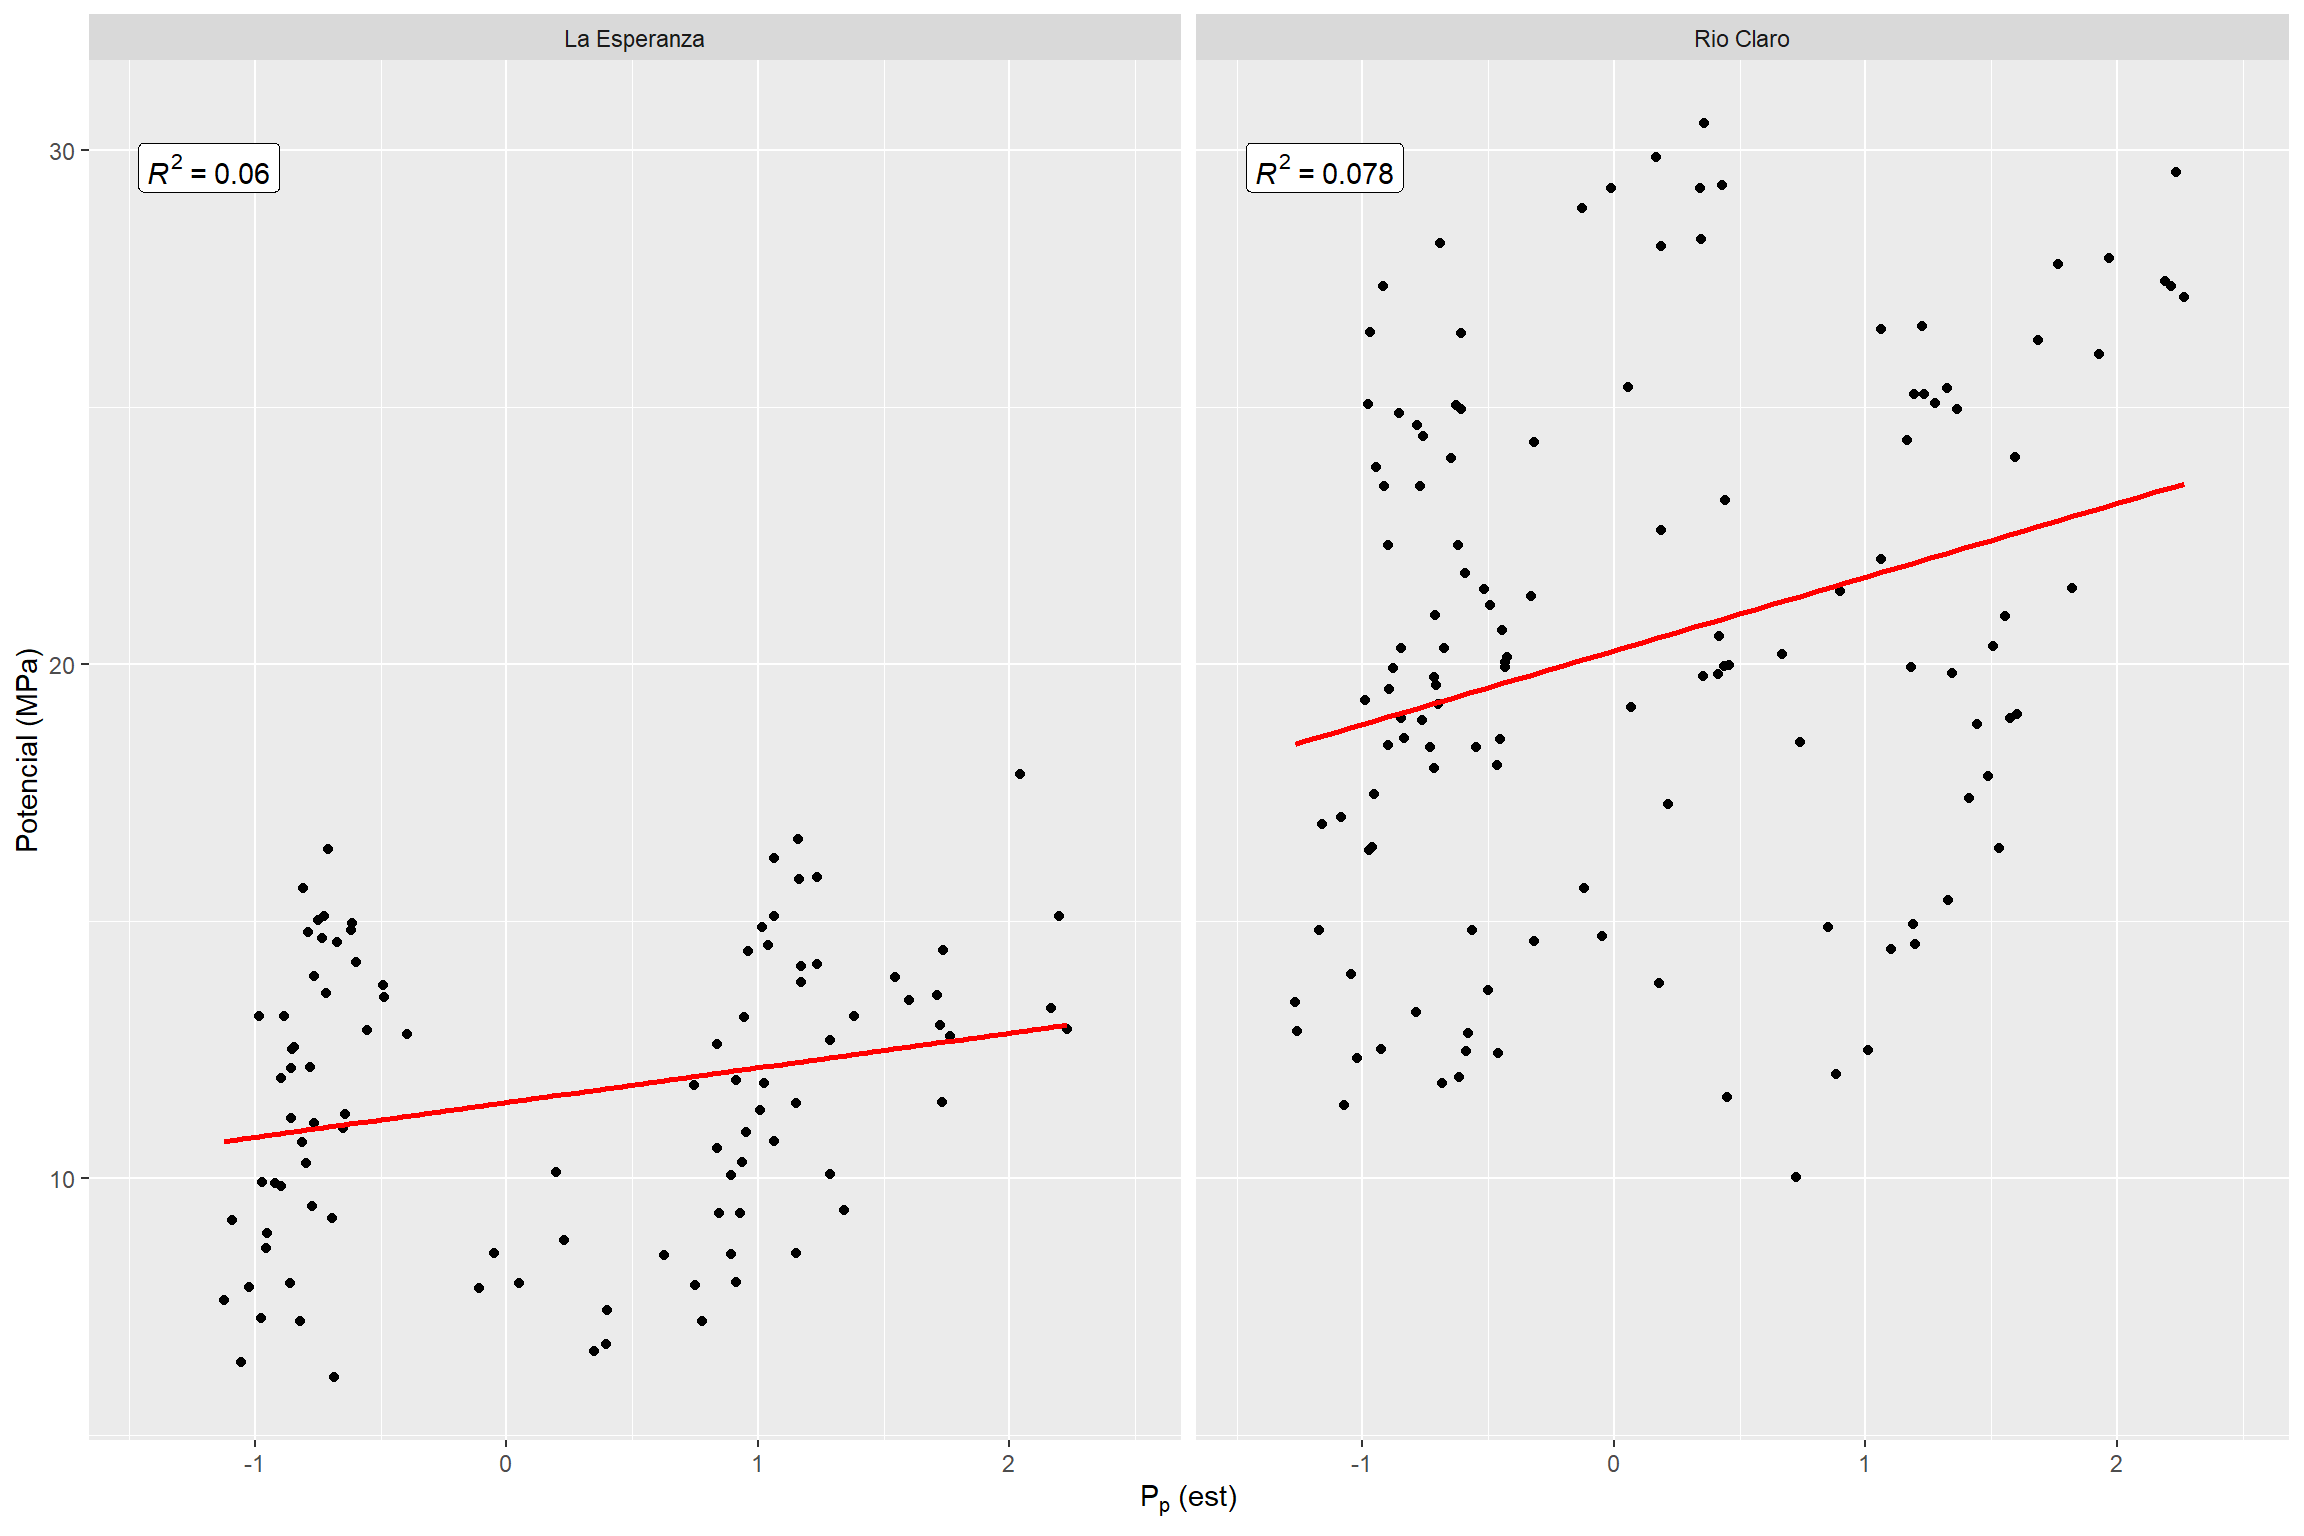 La Esperanza
Rio Claro
R² = 0.06
R² = 0.078
30
20
10
Potencial (MPa)
-1 0 1 2
-1 0 1 2
Pₚ (est)